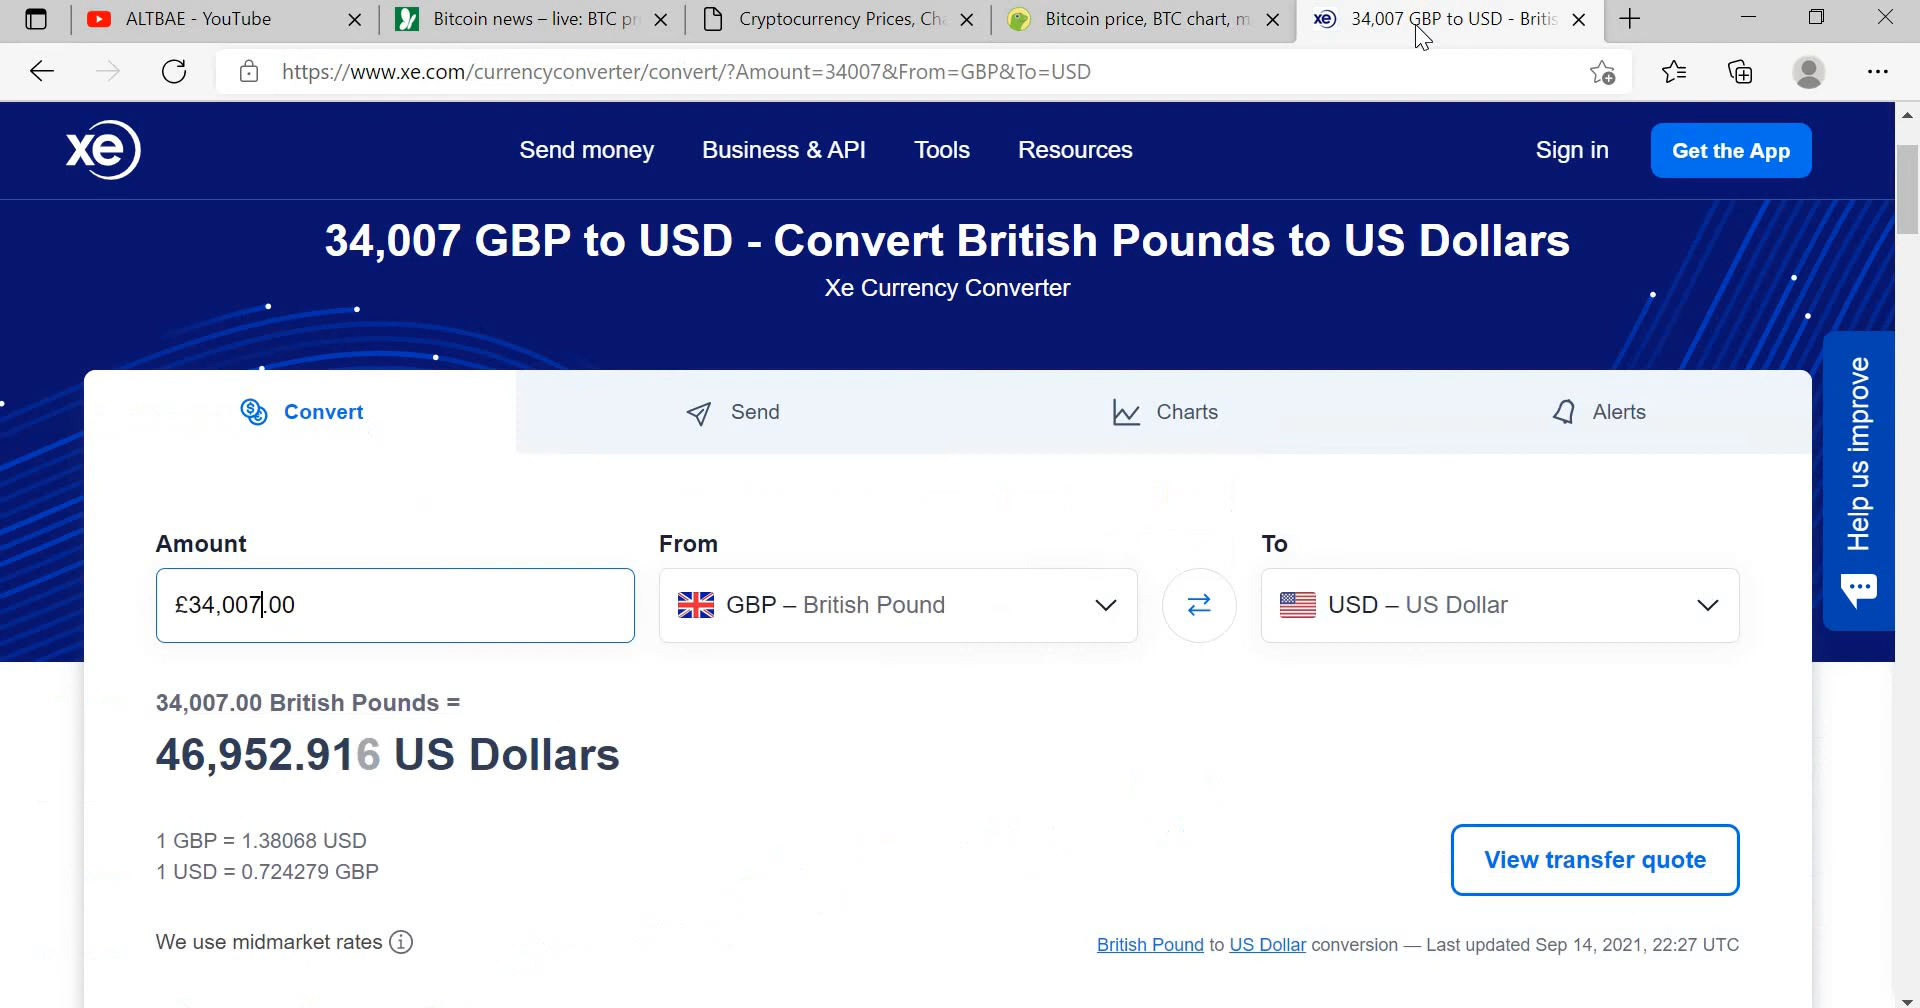 ALTBAE - YouTube
Bitcoin news – live: BTC pr
Cryptocurrency Prices, Cha
Bitcoin price, BTC chart, m
34,007 GBP to USD - Britis
https://www.xe.com/currencyconverter/convert/?Amount=34007&From=GBP&To=USD
xe
Send money
Business & API
Tools
Resources
Sign in
Get the App
34,007 GBP to USD - Convert British Pounds to US Dollars
Xe Currency Converter
Convert
Send
Charts
Alerts
Help us improve
Amount
From
To
£34,007.00
GBP – British Pound
USD – US Dollar
34,007.00 British Pounds =
46,952.916 US Dollars
1 GBP = 1.38068 USD
1 USD = 0.724279 GBP
View transfer quote
We use midmarket rates
British Pound to US Dollar conversion — Last updated Sep 14, 2021, 22:27 UTC